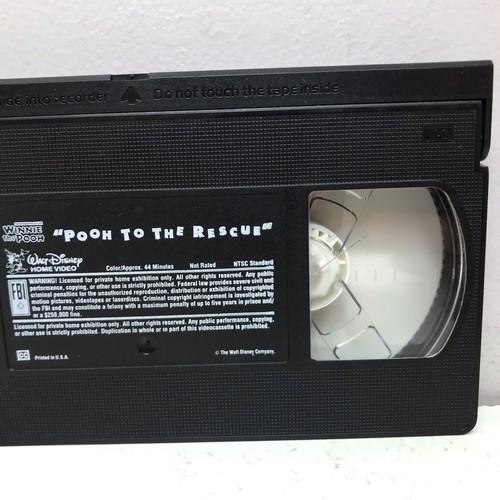 side into recorder Do not touch the tape inside
VHS
WINNIE
THE POOH
"POOH TO THE RESCUE"
WALT DISNEY
HOME VIDEO
Color/Approx. 44 Minutes Not Rated NTSC Standard
FBI
WARNING! Licensed for private home exhibition only. All other rights reserved. Any public
performance, copying, or other use is strictly prohibited. Federal law provides severe civil and
criminal penalties for the unauthorized reproduction, distribution or exhibition of copyrighted
motion pictures, videotapes or laserdiscs. Criminal copyright infringement is investigated by
the FBI and may constitute a felony with a maximum penalty of up to five years in prison and/
or a $250,000 fine.
Licensed for private home exhibition only. All other rights reserved. Any public performance, copying,
or other use is strictly prohibited. Duplication in whole or in part of this videocassette is prohibited.
Printed in U.S.A.
© The Walt Disney Company.